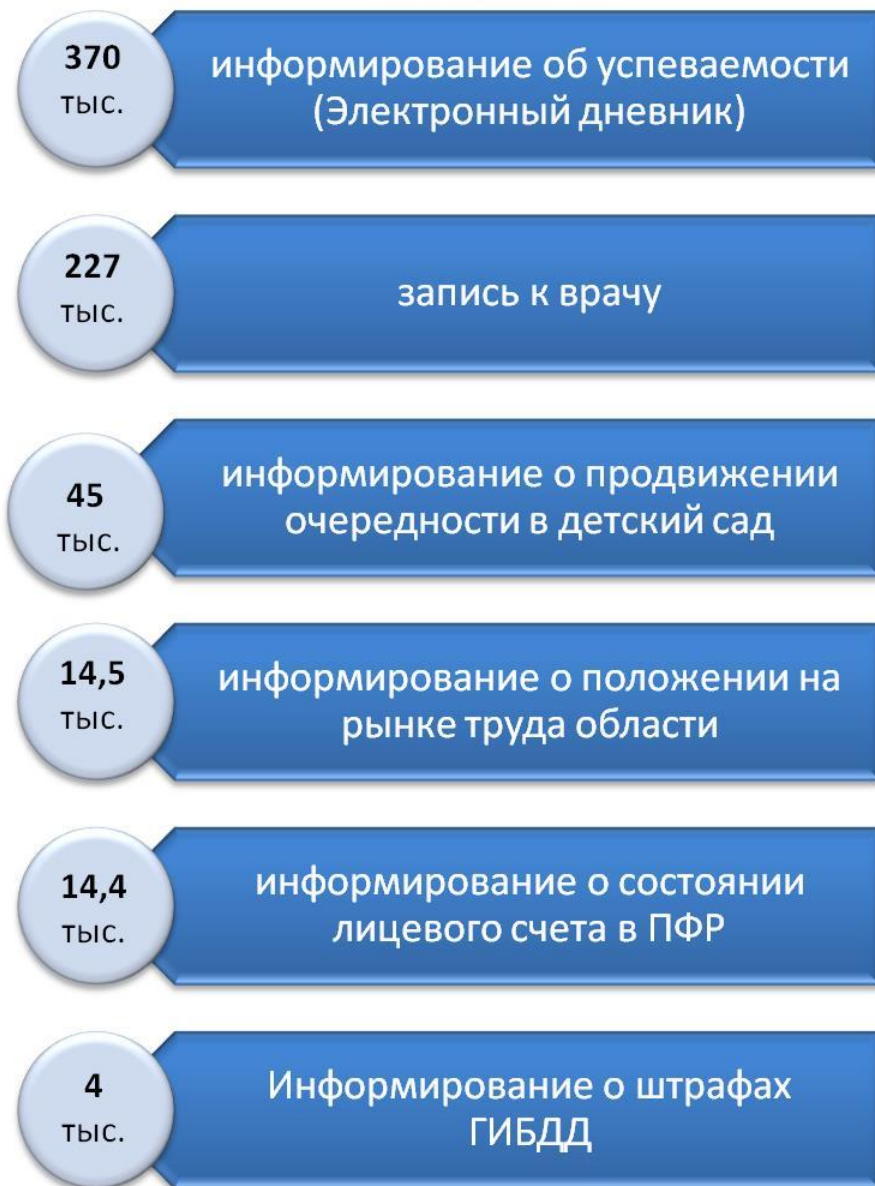 370
тыс.
информирование об успеваемости
(Электронный дневник)
227
тыс.
запись к врачу
45
тыс.
информирование о продвижении
очередности в детский сад
14,5
тыс.
информирование о положении на
рынке труда области
14,4
тыс.
информирование о состоянии
лицевого счета в ПФР
4
тыс.
Информирование о штрафах
ГИБДД